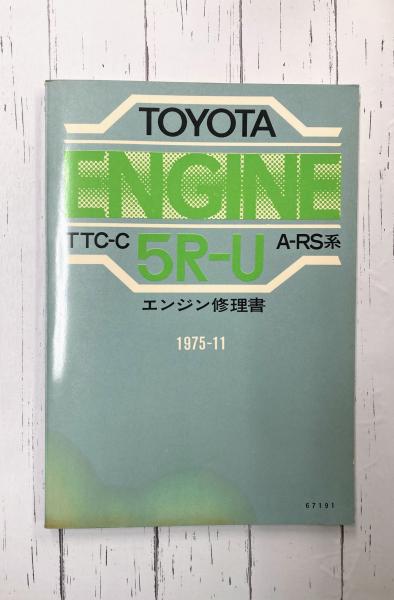 TOYOTA
ENGINE
TTC-C 5R-U A-RS系
エンジン修理書
1975-11
67191